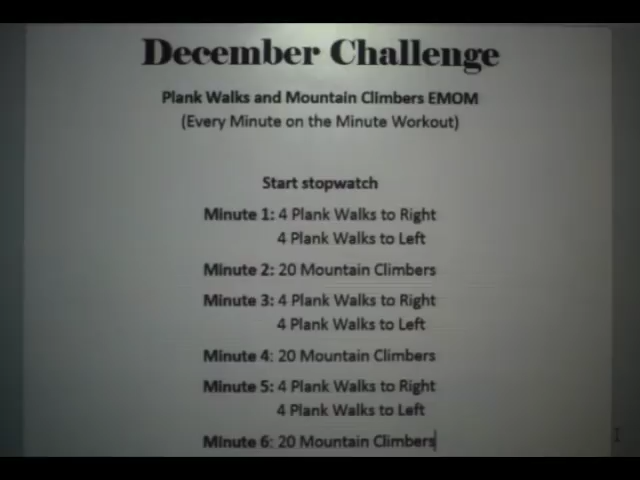 December Challenge
Plank Walks and Mountain Climbers EMOM
(Every Minute on the Minute Workout)
Start stopwatch
Minute 1: 4 Plank Walks to Right
4 Plank Walks to Left
Minute 2: 20 Mountain Climbers
Minute 3: 4 Plank Walks to Right
4 Plank Walks to Left
Minute 4: 20 Mountain Climbers
Minute 5: 4 Plank Walks to Right
4 Plank Walks to Left
Minute 6: 20 Mountain Climbers